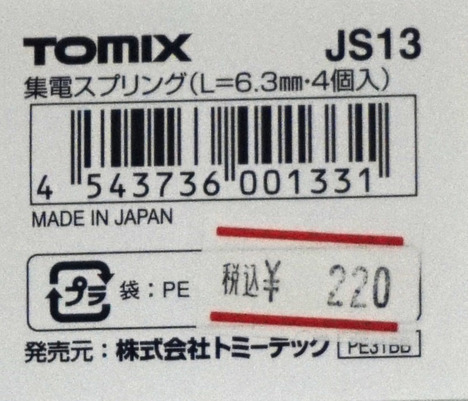 TOMIX JS13
集電スプリング(L=6.3㎜・4個入)
4 543736 001331
MADE IN JAPAN
プラ 袋：PE 税込¥ 220
発売元：株式会社トミーテック PE31BD